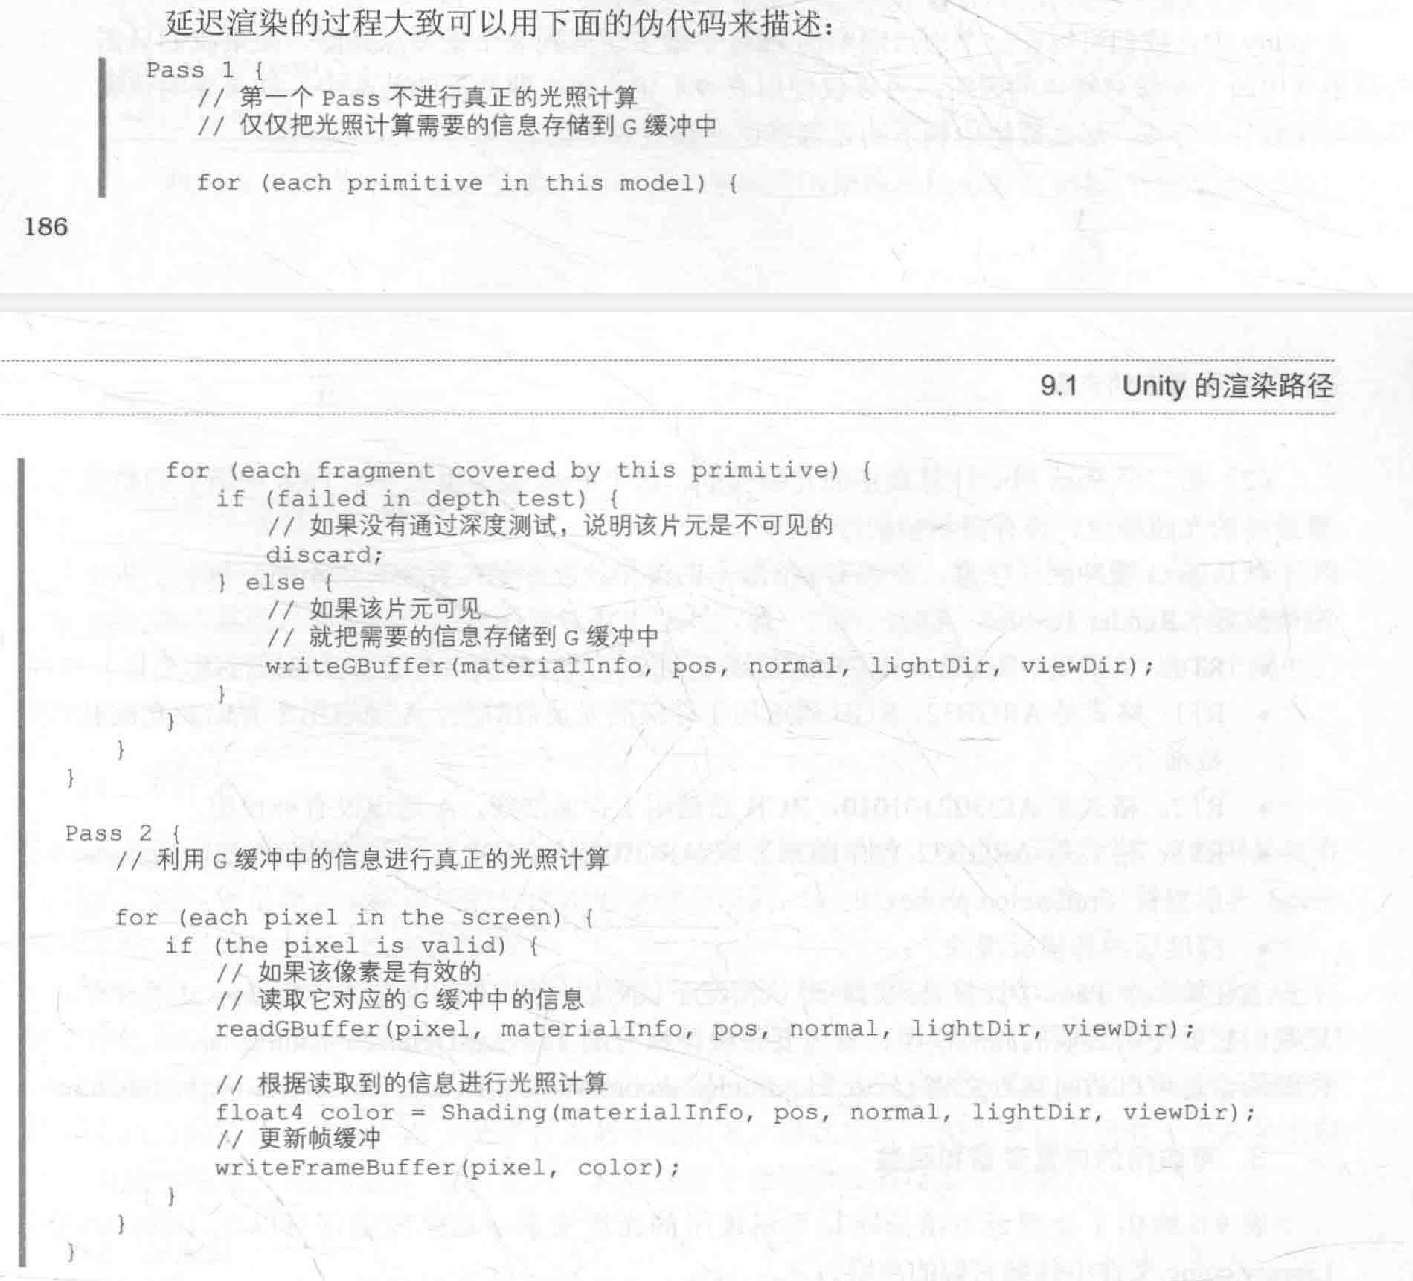 延迟渲染的过程大致可以用下面的伪代码来描述：
Pass 1 {
// 第一个 Pass 不进行真正的光照计算
// 仅仅把光照计算需要的信息存储到 G 缓冲中
for (each primitive in this model) {
186
9.1 Unity 的渲染路径
for (each fragment covered by this primitive) {
if (failed in depth test) {
// 如果没有通过深度测试，说明该片元是不可见的
discard;
} else {
// 如果该片元可见
// 就把需要的信息存储到 G 缓冲中
writeGBuffer(materialInfo, pos, normal, lightDir, viewDir);
}
}
}
}
Pass 2 {
// 利用 G 缓冲中的信息进行真正的光照计算
for (each pixel in the screen) {
if (the pixel is valid) {
// 如果该像素是有效的
// 读取它对应的 G 缓冲中的信息
readGBuffer(pixel, materialInfo, pos, normal, lightDir, viewDir);
// 根据读取到的信息进行光照计算
float4 color = Shading(materialInfo, pos, normal, lightDir, viewDir);
// 更新帧缓冲
writeFrameBuffer(pixel, color);
}
}
}